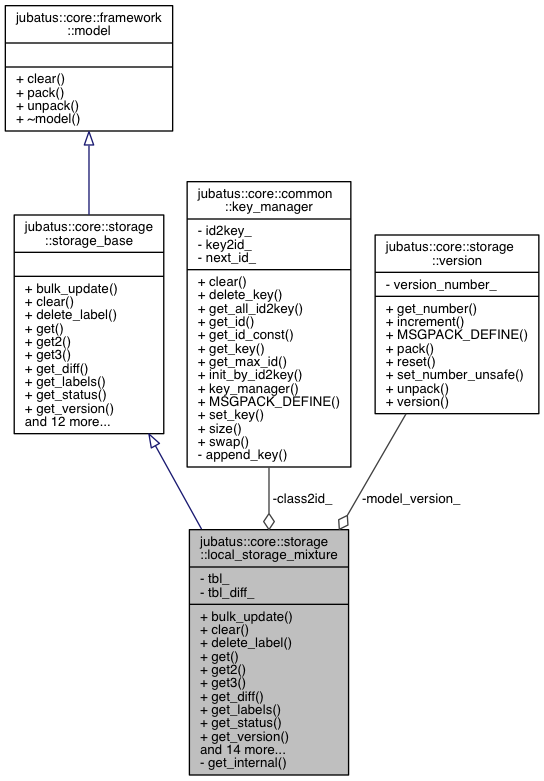 jubatus::core::framework
::model
+ clear()
+ pack()
+ unpack()
+ ~model()
jubatus::core::storage
::storage_base
+ bulk_update()
+ clear()
+ delete_label()
+ get()
+ get2()
+ get3()
+ get_diff()
+ get_labels()
+ get_status()
+ get_version()
and 12 more...
jubatus::core::common
::key_manager
- id2key_
- key2id_
- next_id_
+ clear()
+ delete_key()
+ get_all_id2key()
+ get_id()
+ get_id_const()
+ get_key()
+ get_max_id()
+ init_by_id2key()
+ key_manager()
+ MSGPACK_DEFINE()
+ set_key()
+ size()
+ swap()
- append_key()
jubatus::core::storage
::version
- version_number_
+ get_number()
+ increment()
+ MSGPACK_DEFINE()
+ pack()
+ reset()
+ set_number_unsafe()
+ unpack()
+ version()
-class2id_
-model_version_
jubatus::core::storage
::local_storage_mixture
- tbl_
- tbl_diff_
+ bulk_update()
+ clear()
+ delete_label()
+ get()
+ get2()
+ get3()
+ get_diff()
+ get_labels()
+ get_status()
+ get_version()
and 14 more...
- get_internal()